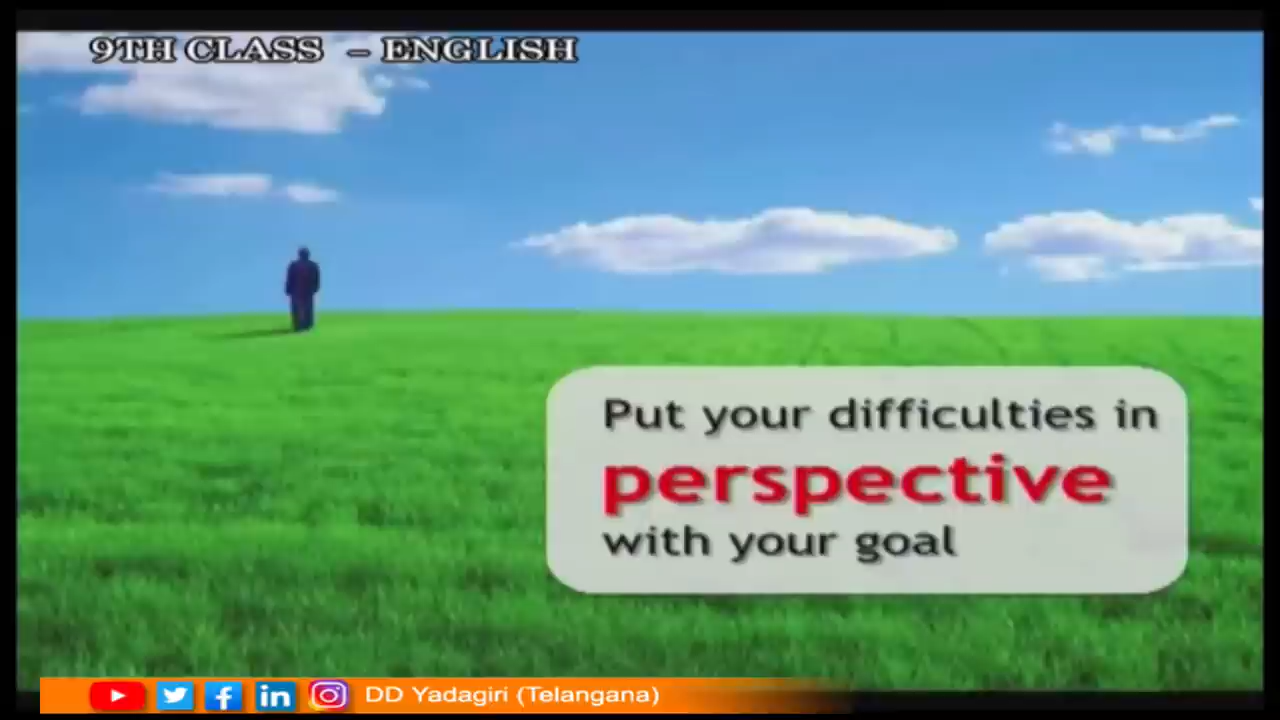 9TH CLASS – ENGLISH
Put your difficulties in
perspective
with your goal
DD Yadagiri (Telangana)